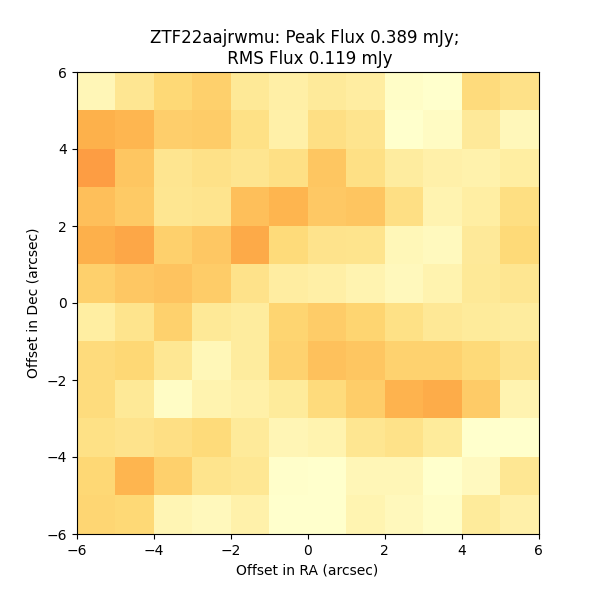 ZTF22aajrwmu: Peak Flux 0.389 mJy;
RMS Flux 0.119 mJy
6
4
2
0
−2
−4
−6
Offset in Dec (arcsec)
−6 −4 −2 0 2 4 6
Offset in RA (arcsec)